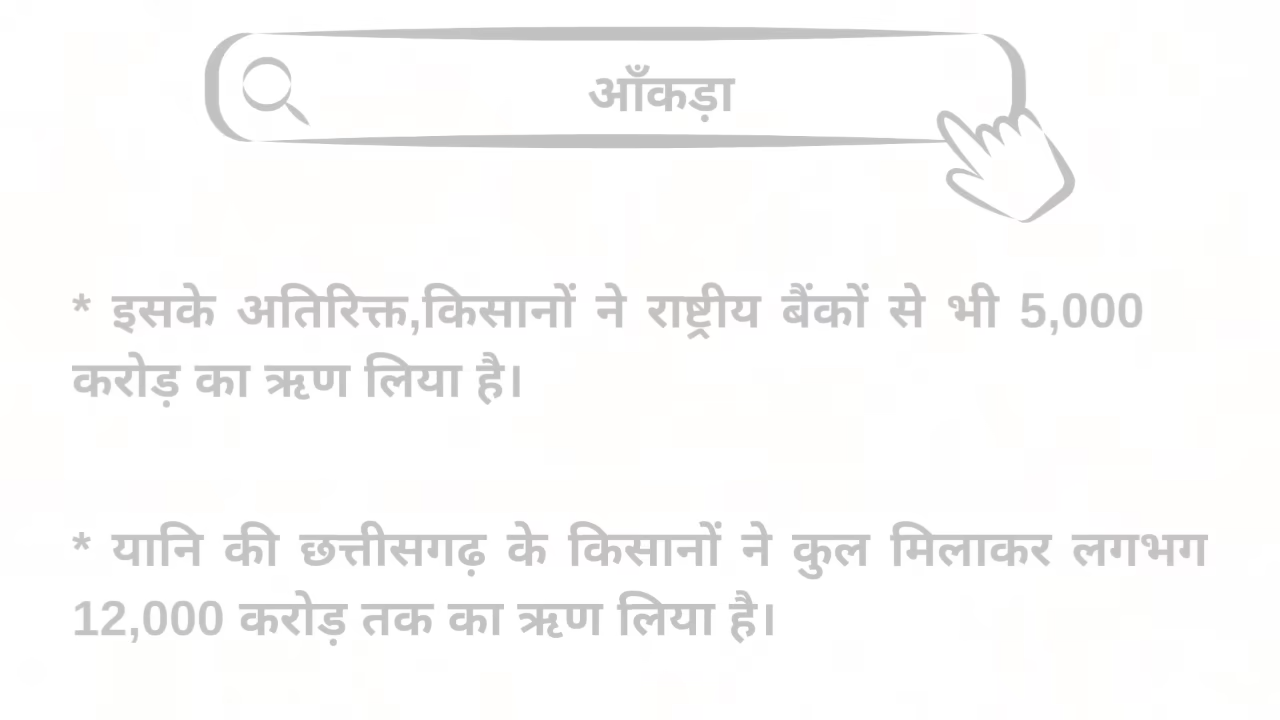 आँकड़ा
* इसके अतिरिक्त,किसानों ने राष्ट्रीय बैंकों से भी 5,000
करोड़ का ऋण लिया है।
* यानि की छत्तीसगढ़ के किसानों ने कुल मिलाकर लगभग
12,000 करोड़ तक का ऋण लिया है।